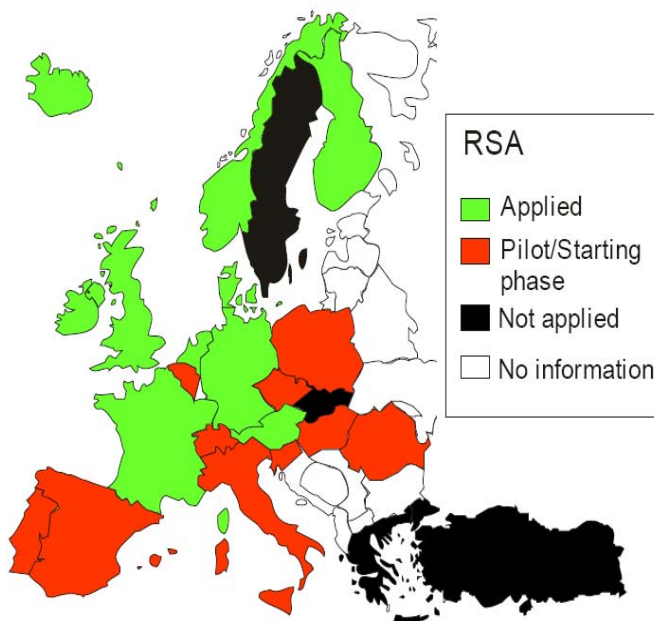 RSA
Applied
Pilot/Starting
phase
Not applied
No information